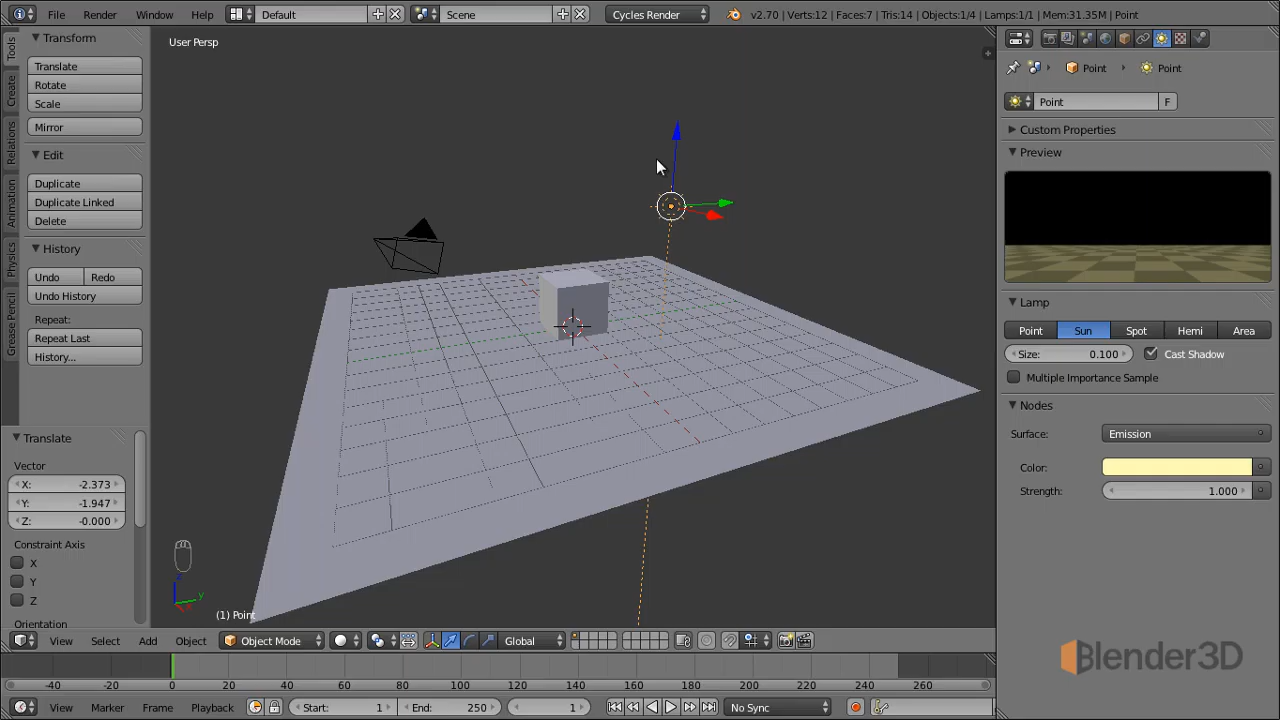 File Render Window Help Default Scene Cycles Render v2.70 | Verts:12 | Faces:7 | Tris:14 | Objects:1/4 | Lamps:1/1 | Mem:31.35M | Point
Tools
Create
Relations
Animation
Physics
Grease Pencil
Transform
Translate
Rotate
Scale
Mirror
Edit
Duplicate
Duplicate Linked
Delete
History
Undo Redo
Undo History
Repeat:
Repeat Last
History...
Translate
Vector
X: -2.373
Y: -1.947
Z: -0.000
Constraint Axis
X
Y
Z
Orientation
User Persp
z
y
(1) Point
View Select Add Object Object Mode Global
-40 -20 0 20 40 60 80 100 120 140 160 180 200 220 240 260
View Marker Frame Playback Start: 1 End: 250 1 No Sync
Point Point
Point F
Custom Properties
Preview
Lamp
Point Sun Spot Hemi Area
Size: 0.100 Cast Shadow
Multiple Importance Sample
Nodes
Surface: Emission
Color:
Strength: 1.000
Blender3D